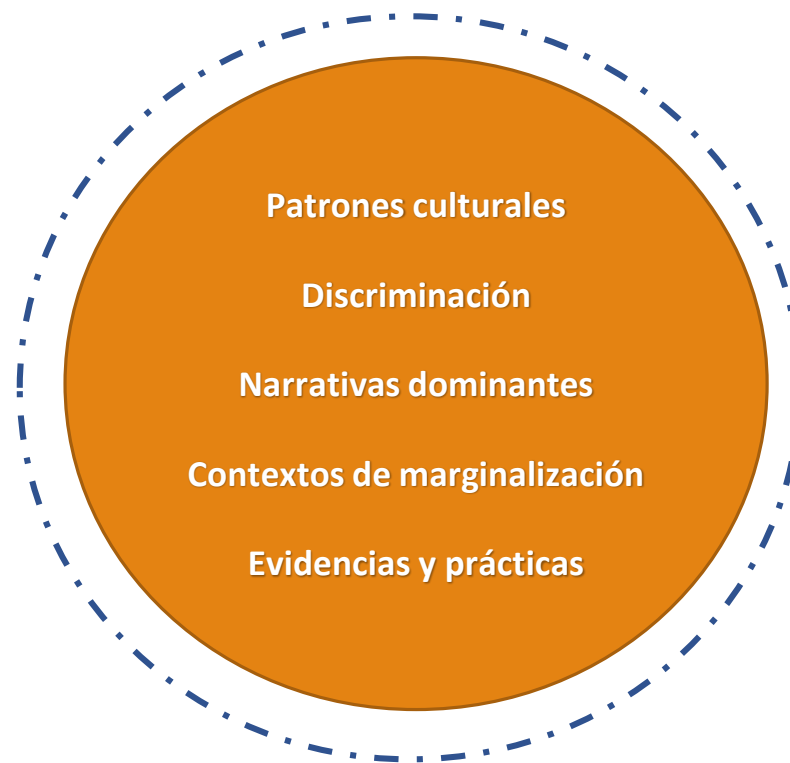 Patrones culturales
Discriminación
Narrativas dominantes
Contextos de marginalización
Evidencias y prácticas